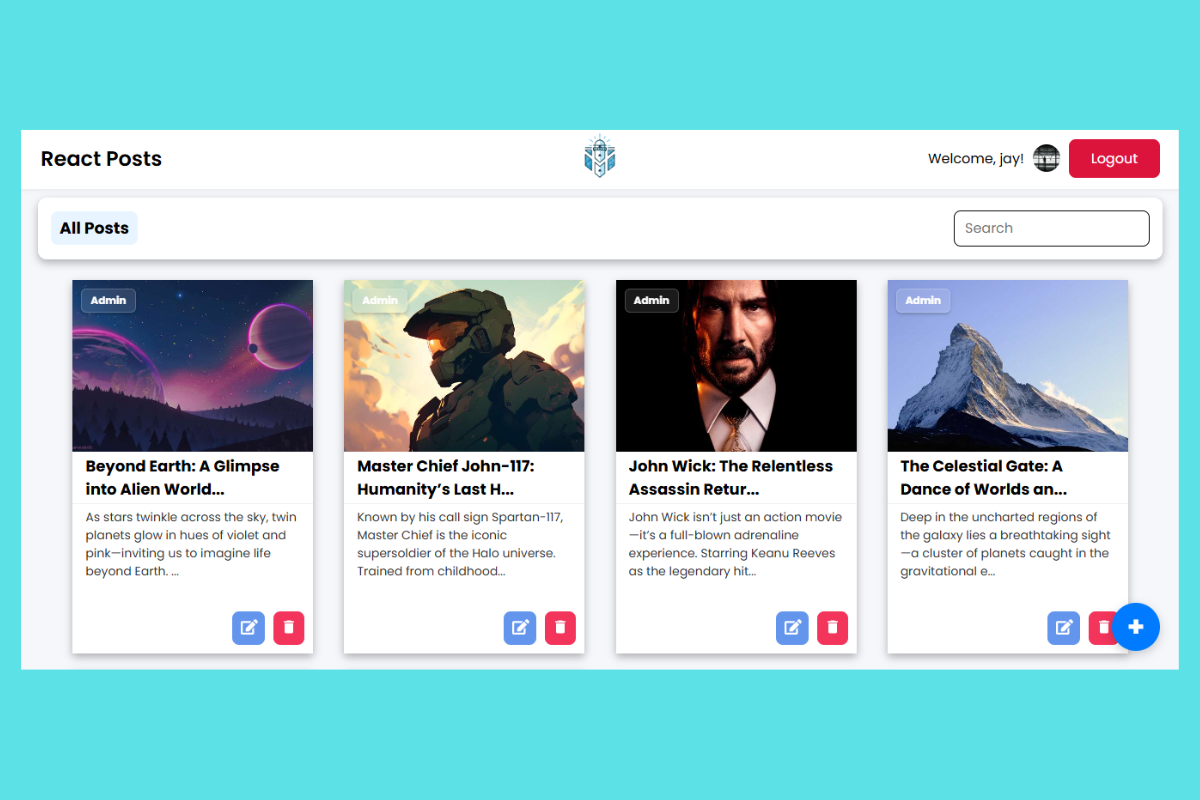 React Posts
Welcome, jay!
Logout
All Posts
Search
Admin
Admin
Admin
Admin
Beyond Earth: A Glimpse
into Alien World...
As stars twinkle across the sky, twin
planets glow in hues of violet and
pink—inviting us to imagine life
beyond Earth. ...
Master Chief John-117:
Humanity’s Last H...
Known by his call sign Spartan-117,
Master Chief is the iconic
supersoldier of the Halo universe.
Trained from childhood...
John Wick: The Relentless
Assassin Retur...
John Wick isn’t just an action movie
—it’s a full-blown adrenaline
experience. Starring Keanu Reeves
as the legendary hit...
The Celestial Gate: A
Dance of Worlds an...
Deep in the uncharted regions of
the galaxy lies a breathtaking sight
—a cluster of planets caught in the
gravitational e...